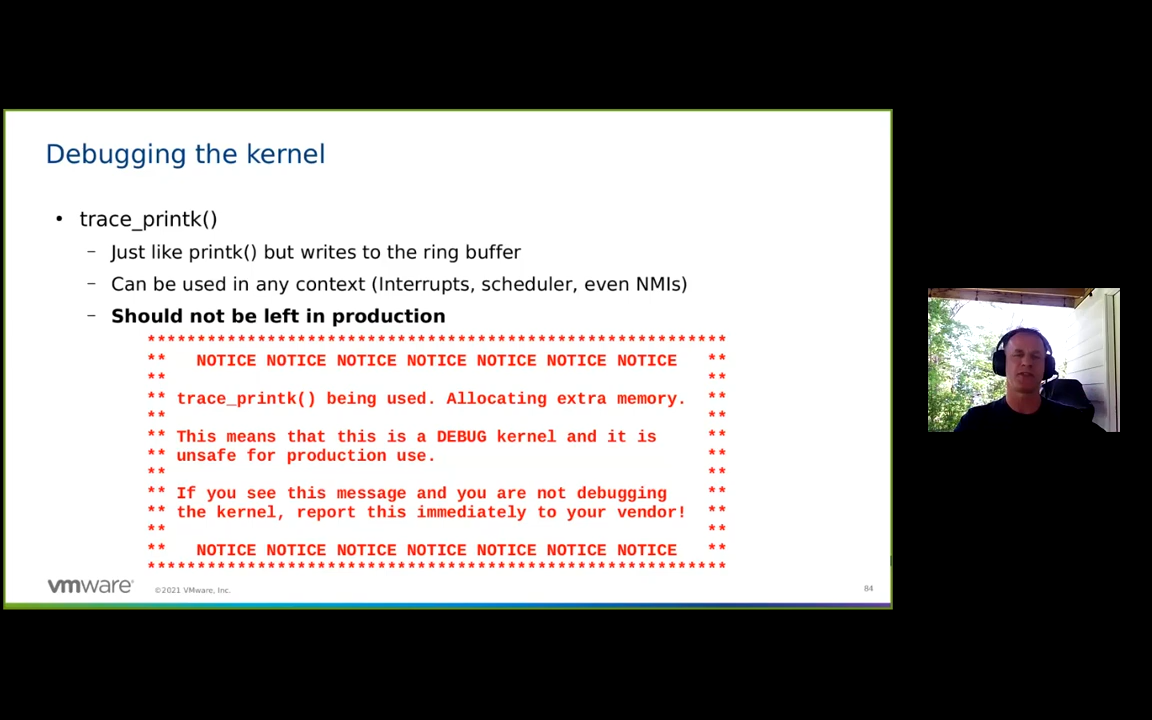 Debugging the kernel
• trace_printk()
– Just like printk() but writes to the ring buffer
– Can be used in any context (Interrupts, scheduler, even NMIs)
– Should not be left in production
**********************************************************
** NOTICE NOTICE NOTICE NOTICE NOTICE NOTICE NOTICE **
** **
** trace_printk() being used. Allocating extra memory. **
** **
** This means that this is a DEBUG kernel and it is **
** unsafe for production use. **
** **
** If you see this message and you are not debugging **
** the kernel, report this immediately to your vendor! **
** **
** NOTICE NOTICE NOTICE NOTICE NOTICE NOTICE NOTICE **
**********************************************************
vmware® ©2021 VMware, Inc. 84